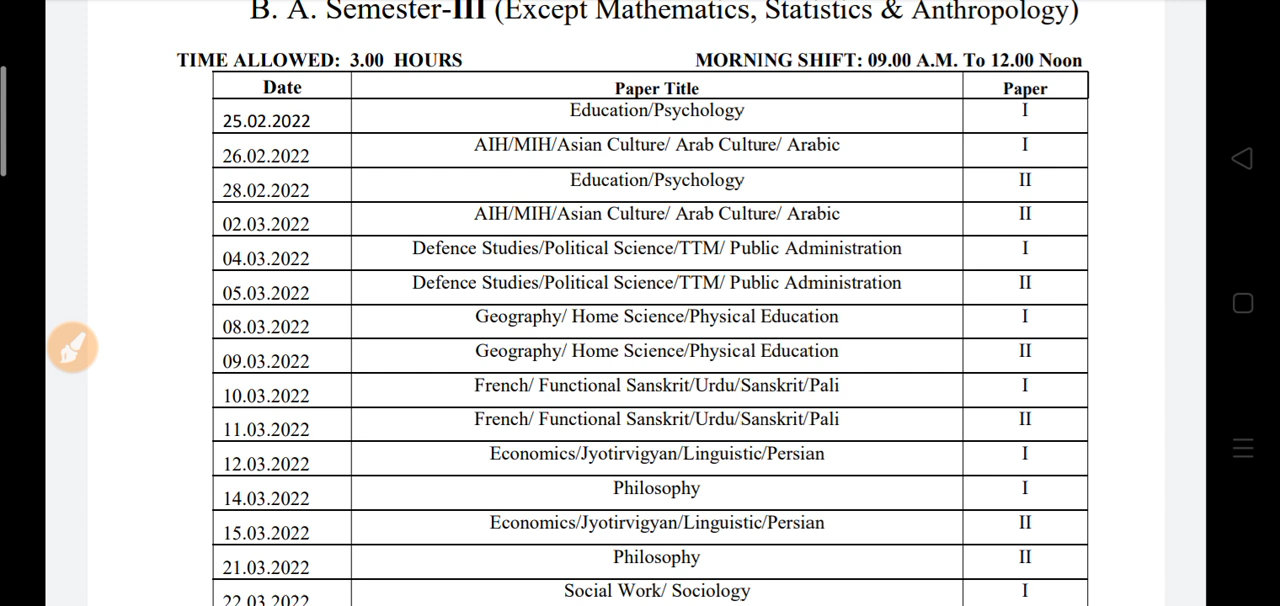 B. A. Semester-III (Except Mathematics, Statistics & Anthropology)
TIME ALLOWED: 3.00 HOURS MORNING SHIFT: 09.00 A.M. To 12.00 Noon
Date Paper Title Paper
25.02.2022 Education/Psychology I
26.02.2022 AIH/MIH/Asian Culture/ Arab Culture/ Arabic I
28.02.2022 Education/Psychology II
02.03.2022 AIH/MIH/Asian Culture/ Arab Culture/ Arabic II
04.03.2022 Defence Studies/Political Science/TTM/ Public Administration I
05.03.2022 Defence Studies/Political Science/TTM/ Public Administration II
08.03.2022 Geography/ Home Science/Physical Education I
09.03.2022 Geography/ Home Science/Physical Education II
10.03.2022 French/ Functional Sanskrit/Urdu/Sanskrit/Pali I
11.03.2022 French/ Functional Sanskrit/Urdu/Sanskrit/Pali II
12.03.2022 Economics/Jyotirvigyan/Linguistic/Persian I
14.03.2022 Philosophy I
15.03.2022 Economics/Jyotirvigyan/Linguistic/Persian II
21.03.2022 Philosophy II
22.03.2022 Social Work/ Sociology I